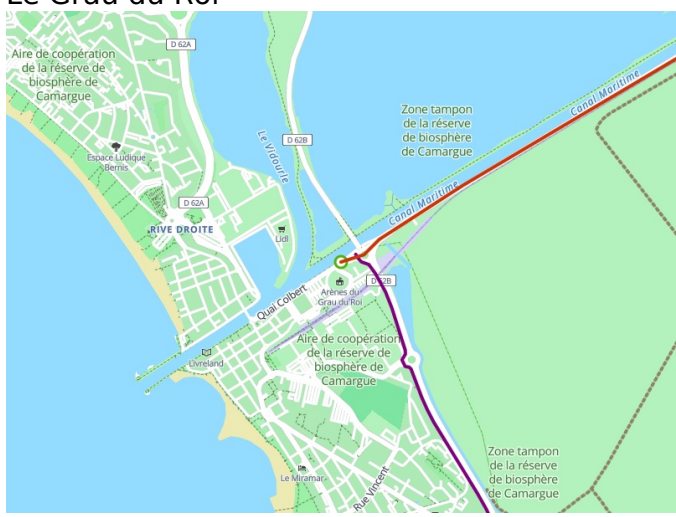 Le Grau du Roi
D 62A
Aire de coopération
de la réserve de
biosphère de
Camargue
Canal Maritime
Zone tampon
de la réserve
de biosphère
de Camargue
D 62B
Le Vidourle
Espace Ludique
Bernis
Canal Maritime
D 62A
RIVE DROITE
Lidl
D 62B
Arènes du
Grau du Roi
Quai Colbert
Aire de coopération
de la réserve de
biosphère de
Camargue
Livreland
Zone tampon
de la réserve
de biosphère
de Camargue
Le Miramar
Rue Vincent